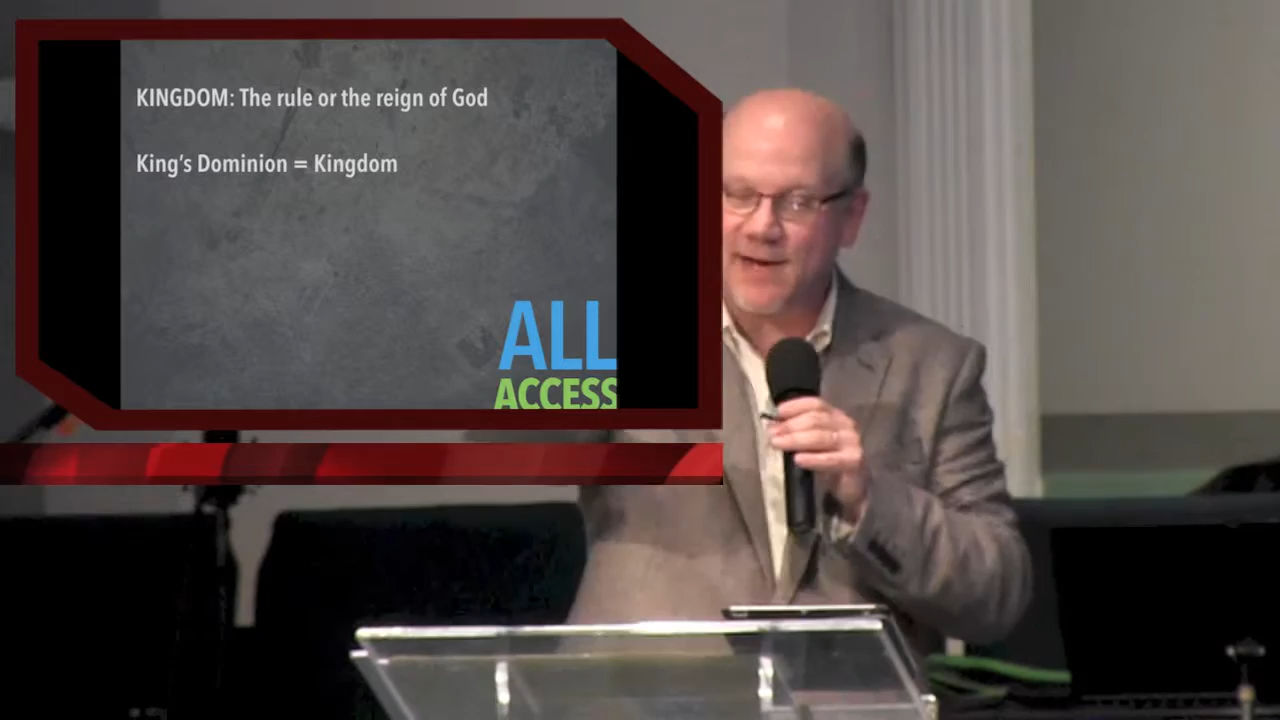 KINGDOM: The rule or the reign of God
King’s Dominion = Kingdom
ALL
ACCESS